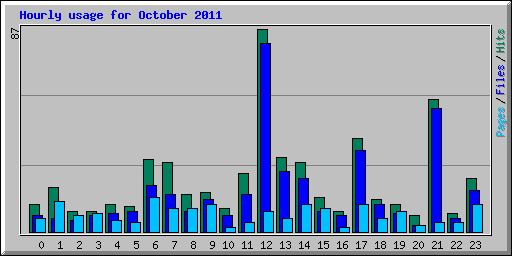 Hourly usage for October 2011
87
Pages / Files / Hits
0 1 2 3 4 5 6 7 8 9 10 11 12 13 14 15 16 17 18 19 20 21 22 23